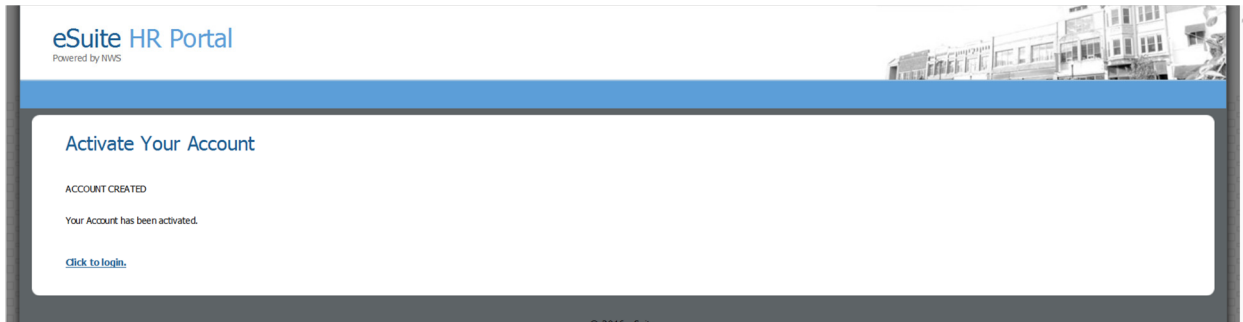 eSuite HR Portal
Powered by NWS
Activate Your Account
ACCOUNT CREATED
Your Account has been activated.
Click to login.